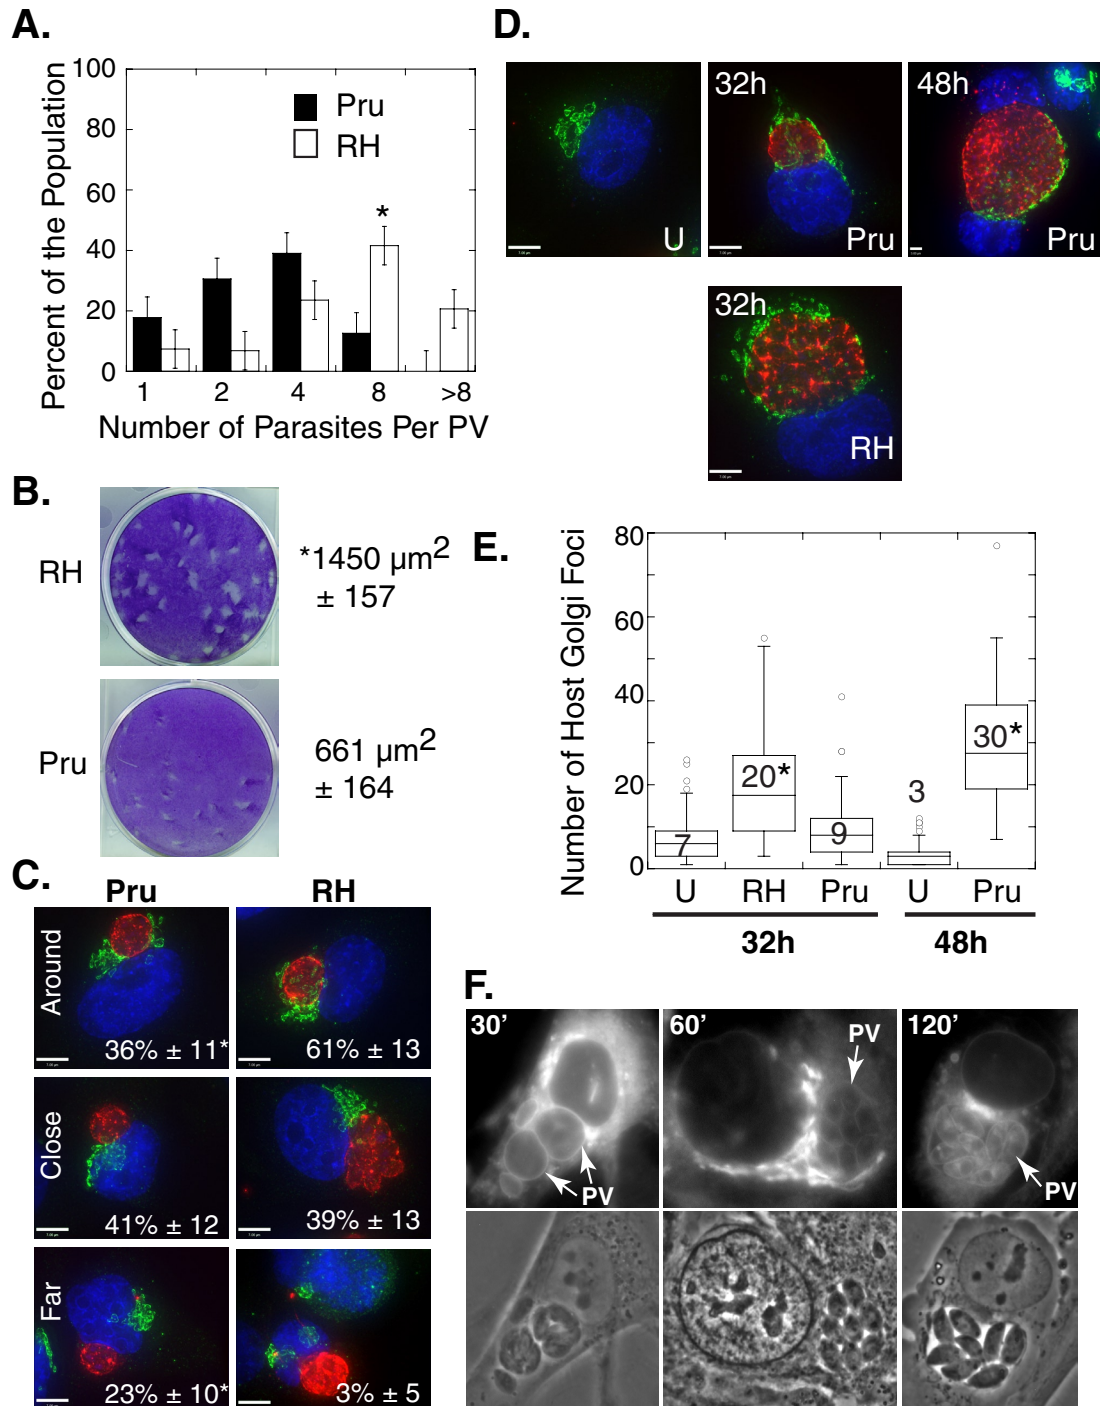 A.
Percent of the Population
100
80
60
40
20
0
Pru
RH
*
1 2 4 8 >8
Number of Parasites Per PV
B.
RH
*1450 µm2
± 157
Pru
661 µm2
± 164
C.
Pru RH
Around
36% ± 11*
61% ± 13
Close
41% ± 12
39% ± 13
Far
23% ± 10*
3% ± 5
D.
U
32h
Pru
48h
Pru
32h
RH
E.
Number of Host Golgi Foci
80
60
40
20
0
7
20*
9
3
30*
U RH Pru U Pru
32h 48h
F.
30’
PV
60’
PV
120’
PV